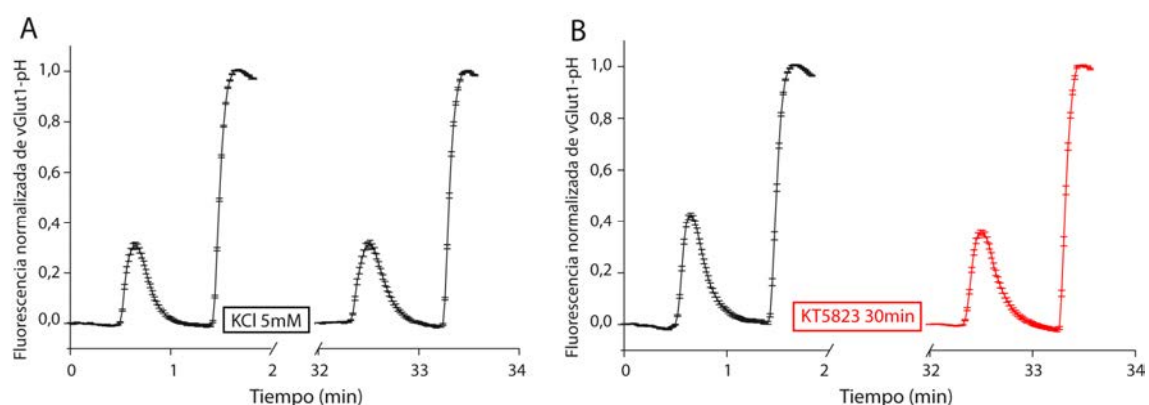 A
Fluorescencia normalizada de vGlut1-pH
1,0
0,8
0,6
0,4
0,2
0,0
KCl 5mM
0 1 2 32 33 34
Tiempo (min)
B
Fluorescencia normalizada de vGlut1-pH
1,0
0,8
0,6
0,4
0,2
0,0
KT5823 30min
0 1 2 32 33 34
Tiempo (min)